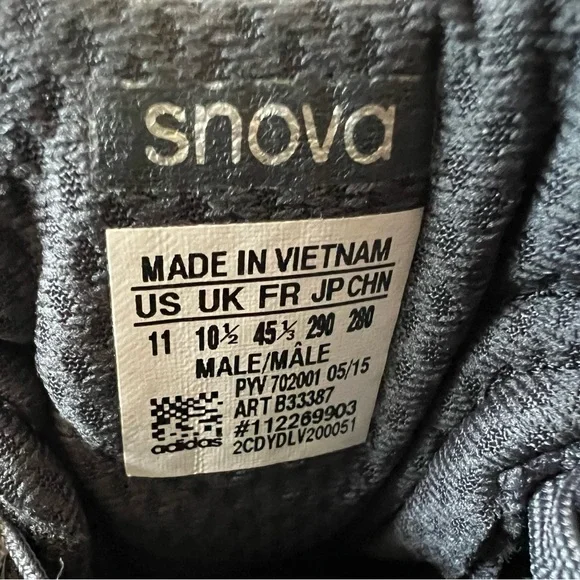 snova
MADE IN VIETNAM
US UK FR JP CHN
11 10½ 45⅓ 290 280
MALE/MÂLE
PYV 702001 05/15
ART B33387
#112269903
adidas 2CDYDLV200051